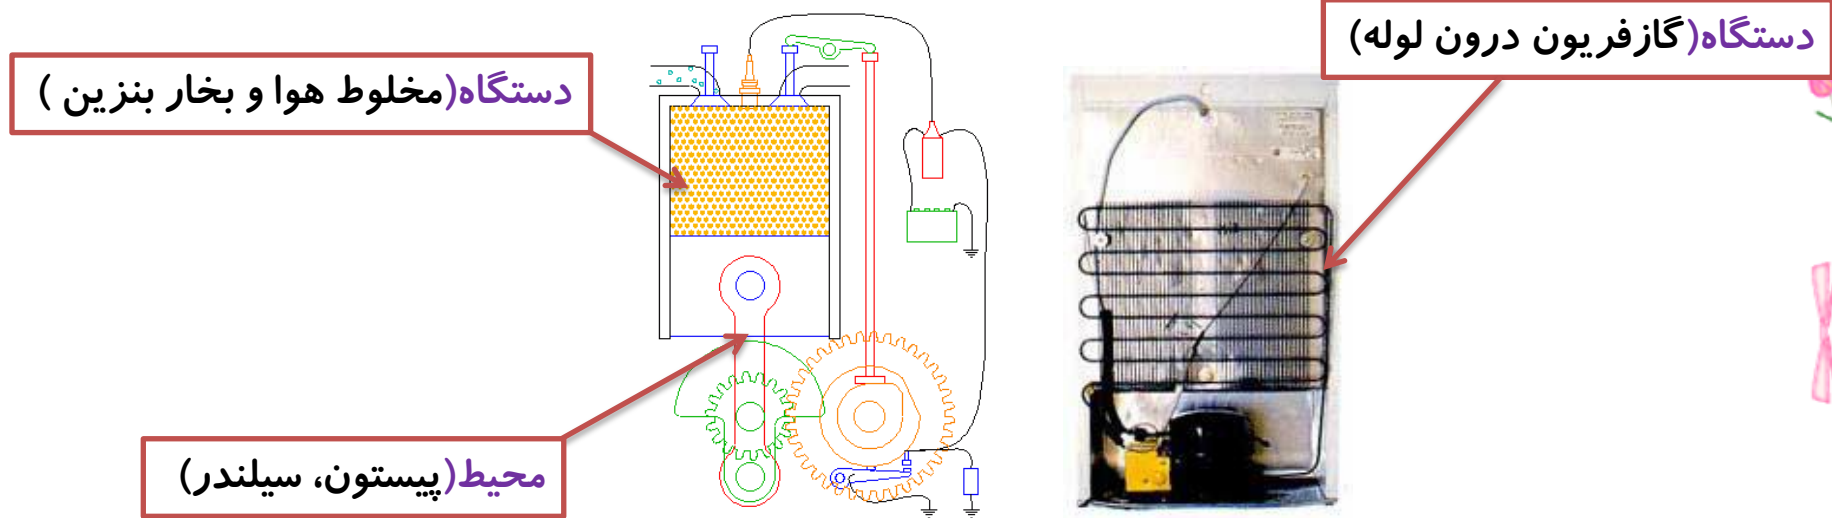 دستگاه(گازفریون درون لوله)
دستگاه(مخلوط هوا و بخار بنزین )
محیط(پیستون، سیلندر)